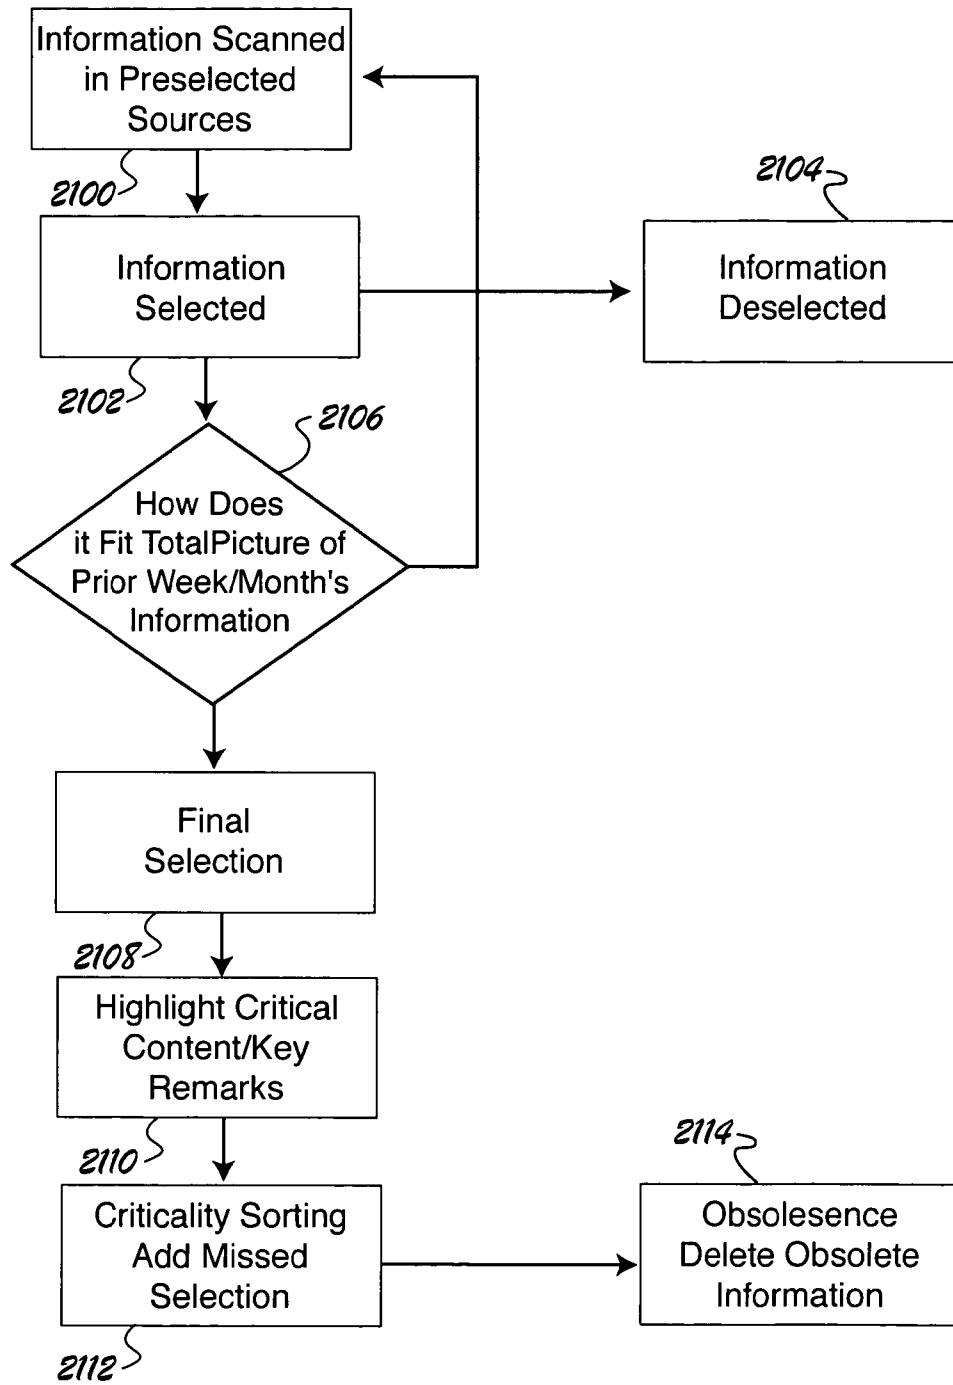 Information Scanned
in Preselected
Sources
2100
2104
Information
Selected
Information
Deselected
2102
2106
How Does
it Fit TotalPicture of
Prior Week/Month's
Information
Final
Selection
2108
Highlight Critical
Content/Key
Remarks
2110
2114
Criticality Sorting
Add Missed
Selection
Obsolesence
Delete Obsolete
Information
2112